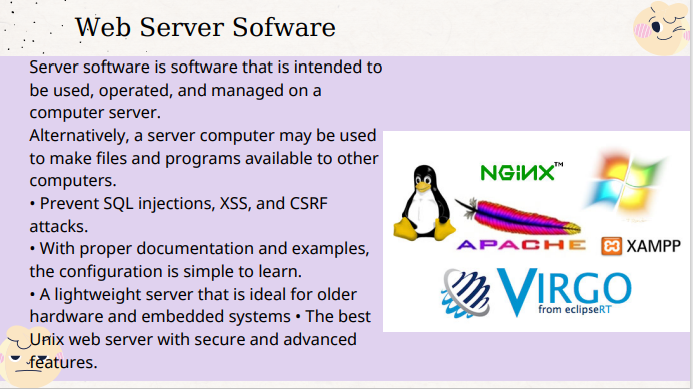 Web Server Sofware
Server software is software that is intended to
be used, operated, and managed on a
computer server.
Alternatively, a server computer may be used
to make files and programs available to other
computers.
• Prevent SQL injections, XSS, and CSRF
attacks.
• With proper documentation and examples,
the configuration is simple to learn.
• A lightweight server that is ideal for older
hardware and embedded systems • The best
Unix web server with secure and advanced
features.
NGINX™
APACHE
XAMPP
VIRGO
from eclipseRT